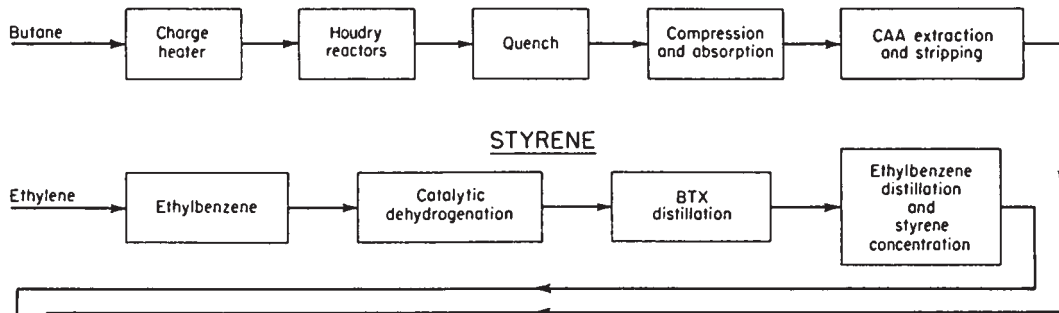 Butane
Charge
heater
Houdry
reactors
Quench
Compression
and absorption
CAA extraction
and stripping
STYRENE
Ethylene
Ethylbenzene
Catalytic
dehydrogenation
BTX
distillation
Ethylbenzene
distillation
and
styrene
concentration